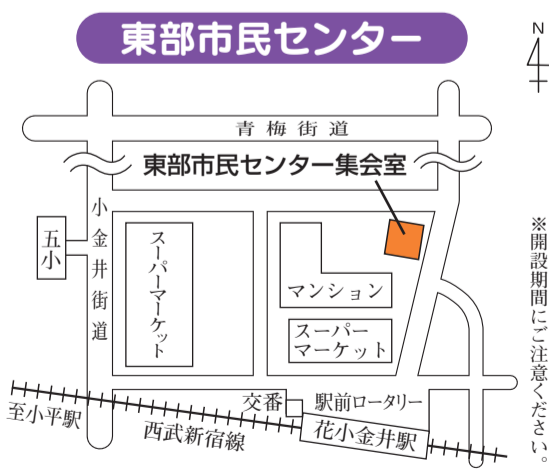 東部市民センター
N
青梅街道
東部市民センター集会室
小金井街道
五小
スーパーマーケット
マンション
スーパー
マーケット
※開設期間にご注意ください。
交番
駅前ロータリー
至小平駅
西武新宿線
花小金井駅